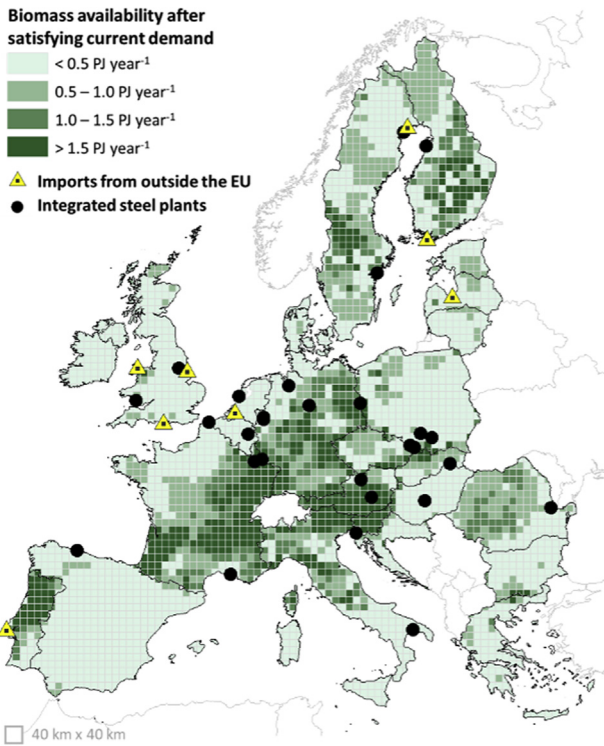 Biomass availability after
satisfying current demand
< 0.5 PJ year⁻¹
0.5 – 1.0 PJ year⁻¹
1.0 – 1.5 PJ year⁻¹
> 1.5 PJ year⁻¹
Imports from outside the EU
Integrated steel plants
40 km x 40 km